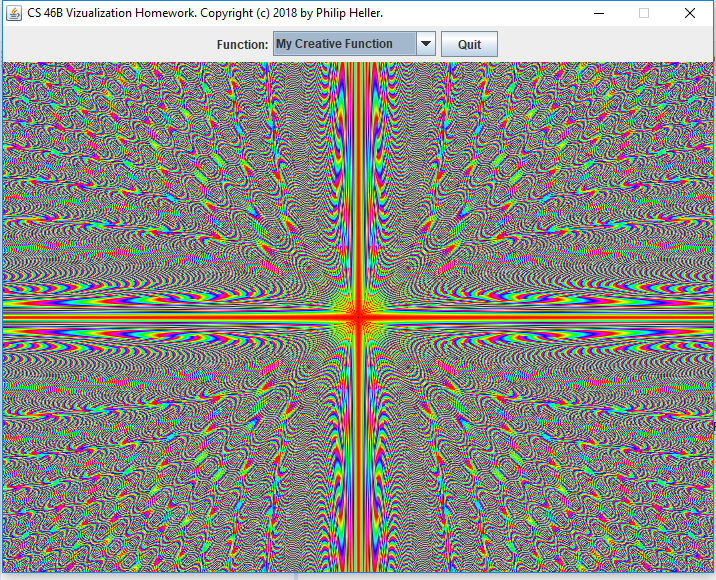 CS 46B Vizualization Homework. Copyright (c) 2018 by Philip Heller.
Function: My Creative Function Quit